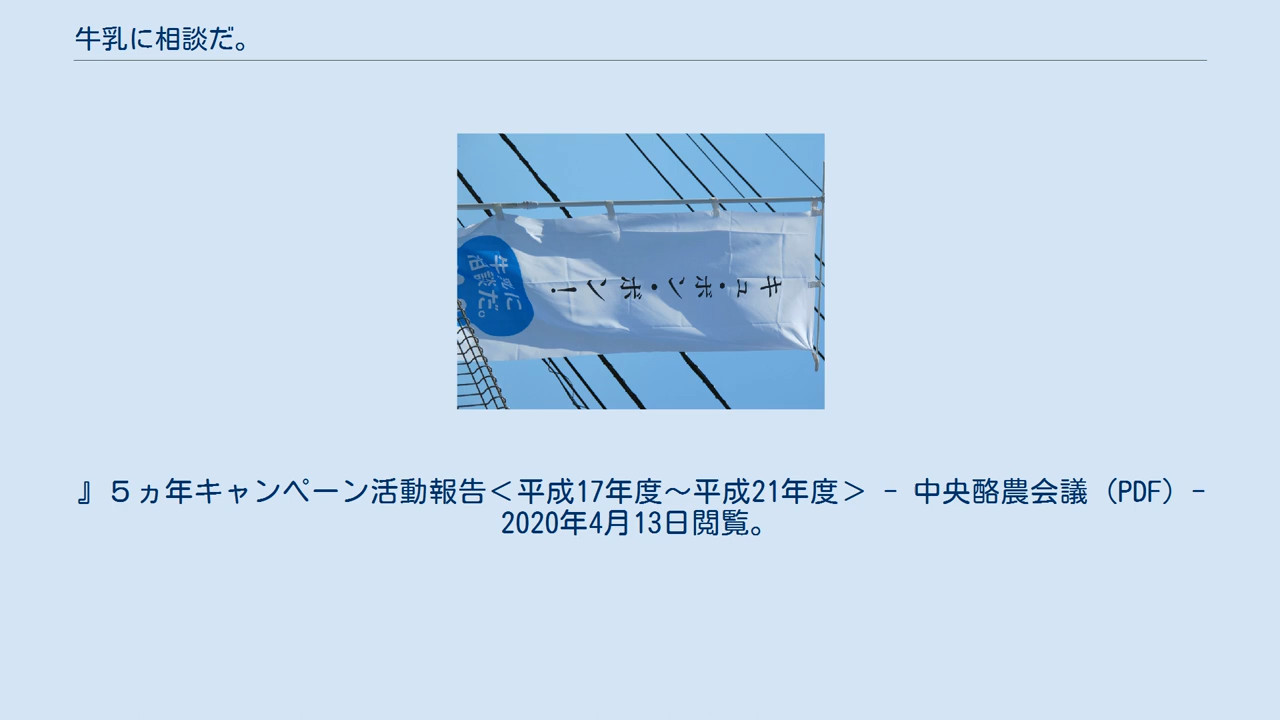 牛乳に相談だ。
キュ・ボン・ボン！
牛乳に
相談だ。
』５ヵ年キャンペーン活動報告＜平成17年度～平成21年度＞ - 中央酪農会議（PDF）-
2020年4月13日閲覧。